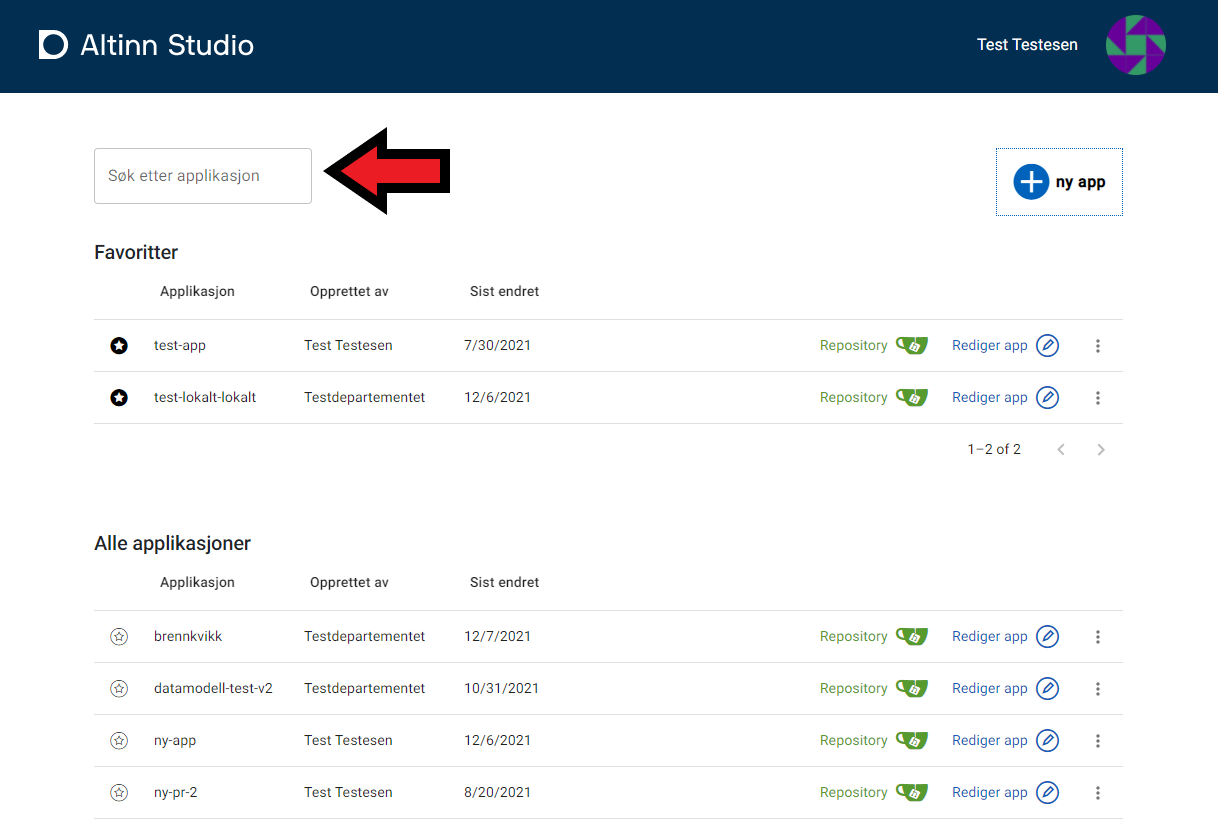 Altinn Studio
Test Testesen
Søk etter applikasjon
ny app
Favoritter
Applikasjon Opprettet av Sist endret
test-app Test Testesen 7/30/2021 Repository Rediger app
test-lokalt-lokalt Testdepartementet 12/6/2021 Repository Rediger app
1–2 of 2
Alle applikasjoner
Applikasjon Opprettet av Sist endret
brennkvikk Testdepartementet 12/7/2021 Repository Rediger app
datamodell-test-v2 Testdepartementet 10/31/2021 Repository Rediger app
ny-app Test Testesen 12/6/2021 Repository Rediger app
ny-pr-2 Test Testesen 8/20/2021 Repository Rediger app